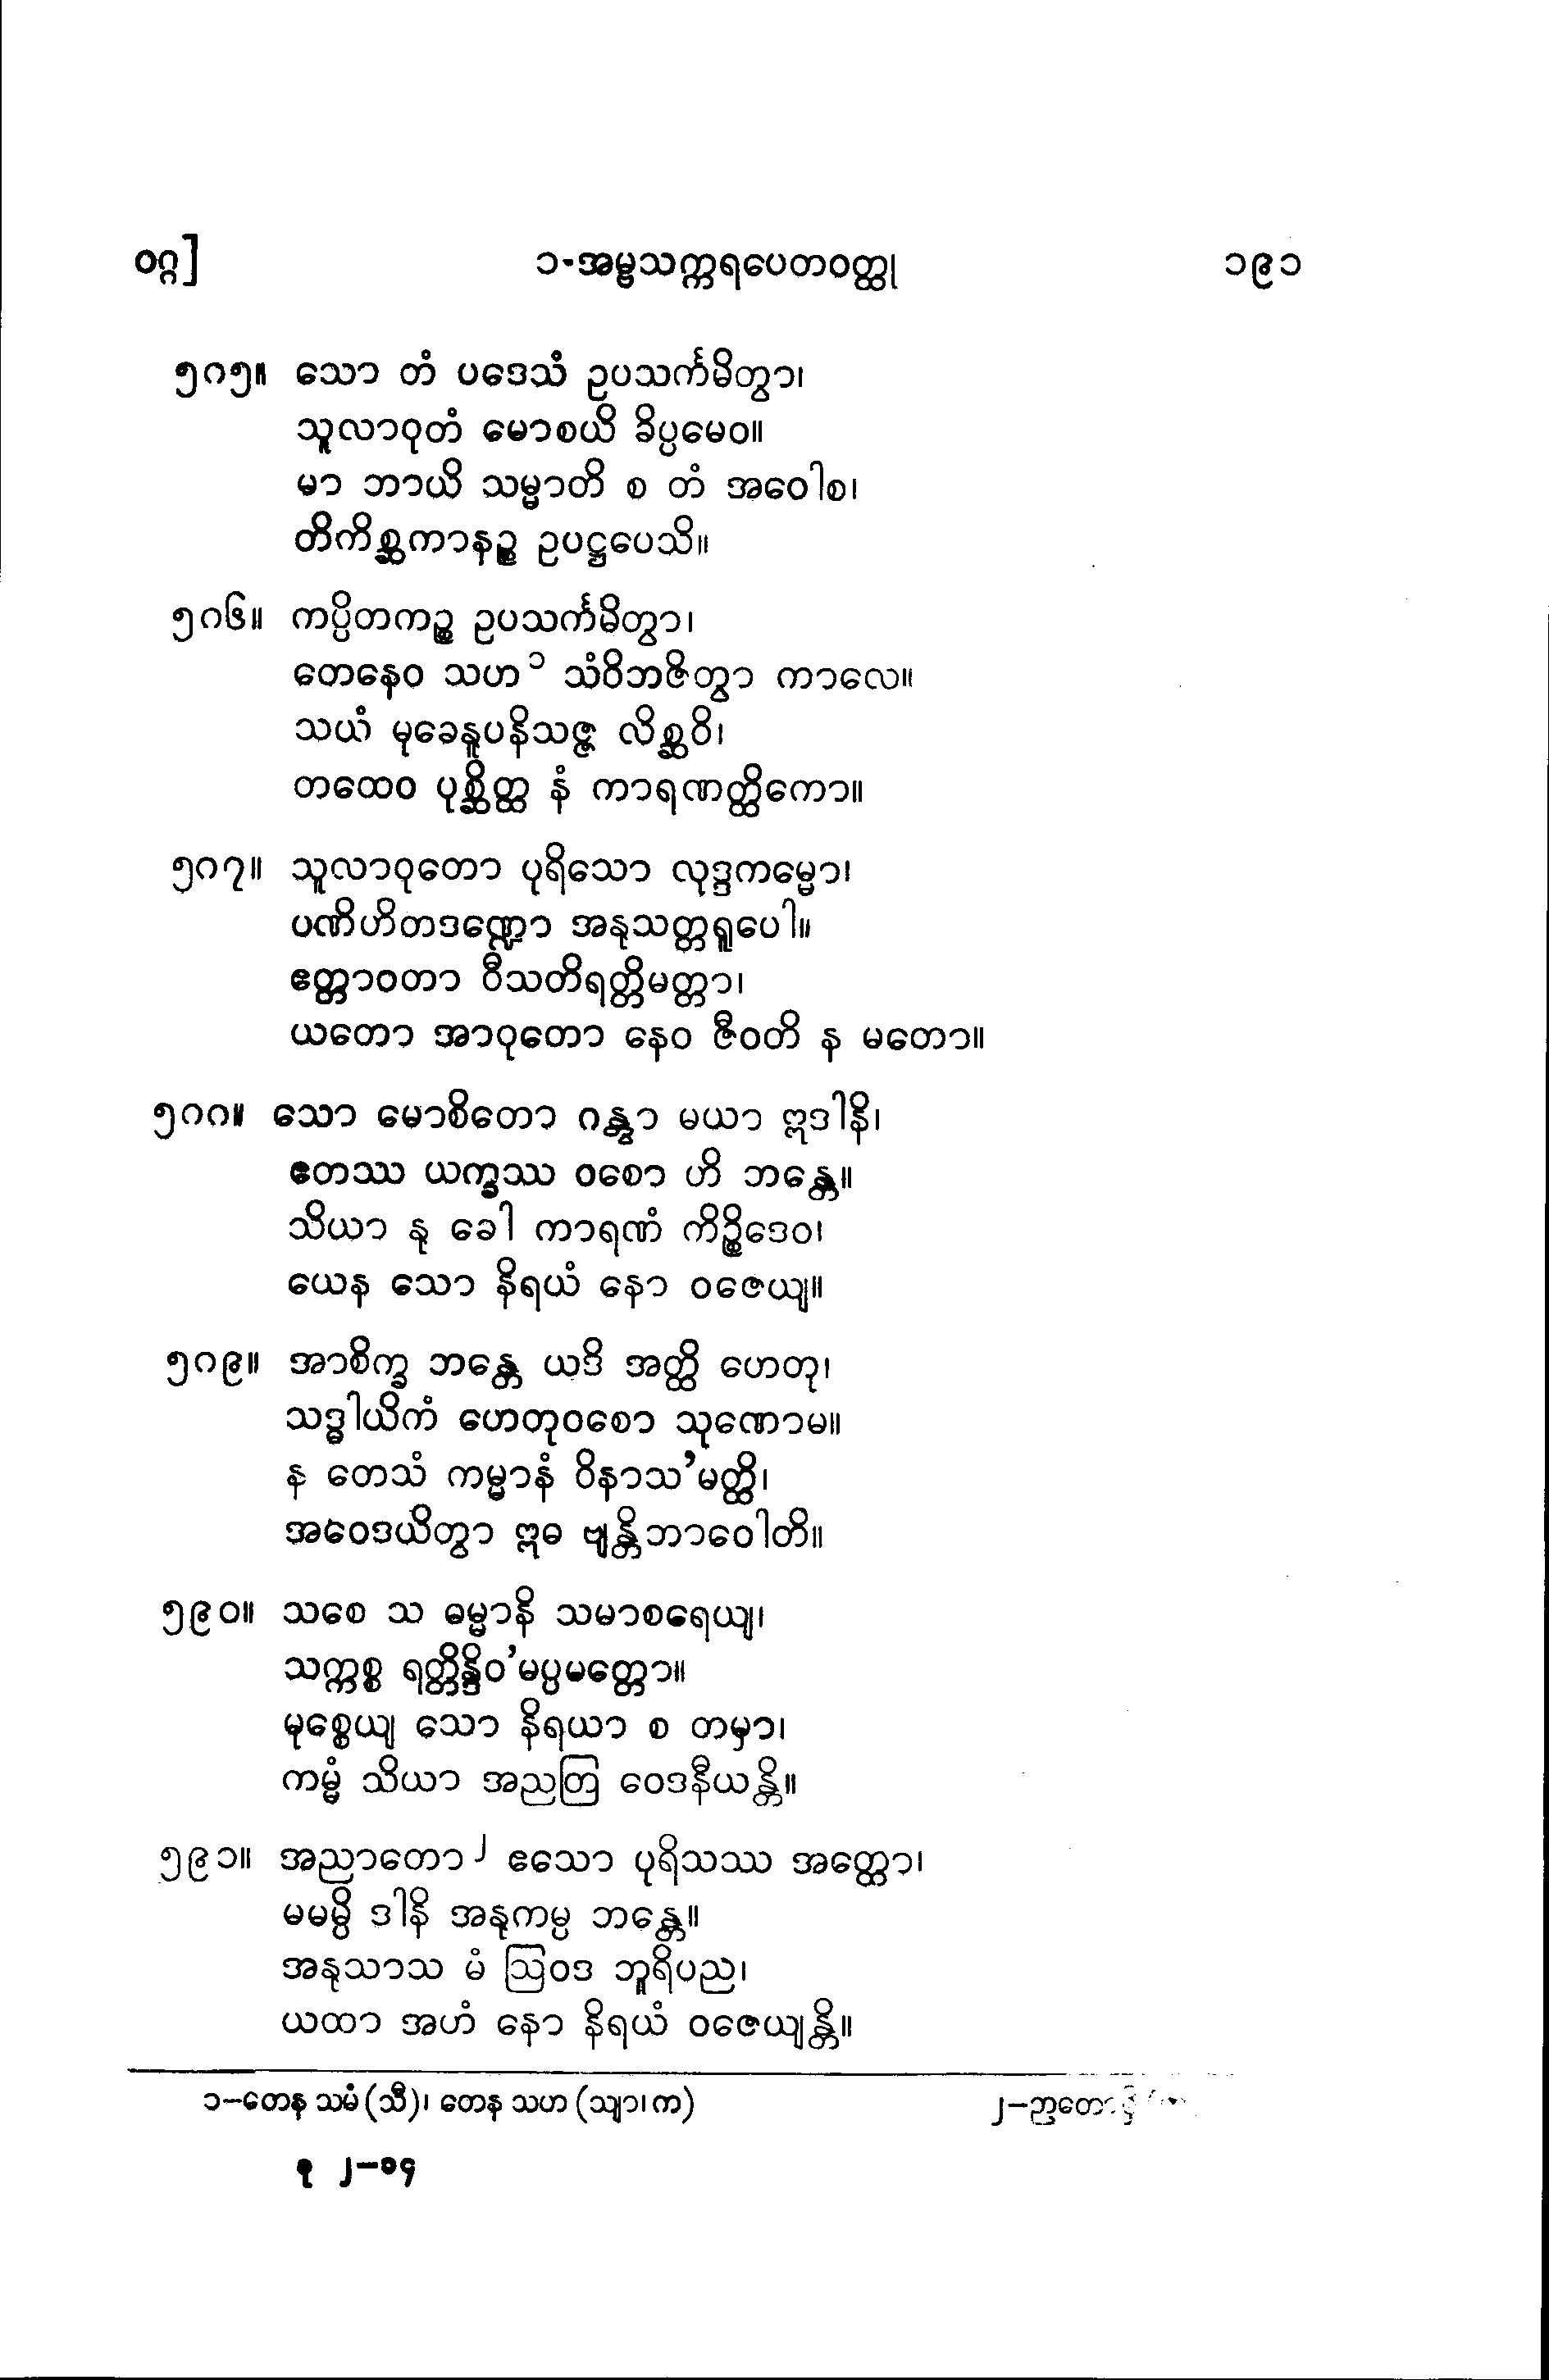 ဝဂ္ဂ] ၁-အမ္ဗသက္ကရပေတဝတ္ထု ၁၉၁
၅၈၅။ သော တံ ပဒေသံ ဥပသင်္ကမိတွာ၊
သူလာဝုတံ မောစယိ ခိပ္ပမေဝ။
မာ ဘာယိ သမ္မာတိ စ တံ အဝေါစ၊
တိကိစ္ဆကာနဉ္စ ဥပဋ္ဌပေသိ။
၅၈၆။ ကပ္ပိတကဉ္စ ဥပသင်္ကမိတွာ၊
တေနေဝ သဟ ၁ သံဝိဘဇိတွာ ကာလေ။
သယံ မုခေနူပနိသဇ္ဇ လိစ္ဆဝိ၊
တထေဝ ပုစ္ဆိတ္ထ နံ ကာရဏတ္ထိကော။
၅၈၇။ သူလာဝုတော ပုရိသော လုဒ္ဒကမ္မော၊
ပဏိဟိတဒဏ္ဍော အနုသတ္တရူပေါ။
ဧတ္တာဝတာ ဝီသတိရတ္တိမတ္တာ၊
ယတော အာဝုတော နေဝ ဇီဝတိ န မတော။
၅၈၈။ သော မောစိတော ဂန္တွာ မယာ ဣဒါနိ၊
ဧတဿ ယက္ခဿ ဝစော ဟိ ဘန္တေ။
သိယာ နု ခေါ ကာရဏံ ကိဉ္စိဒေဝ၊
ယေန သော နိရယံ နော ဝဇေယျ။
၅၈၉။ အာစိက္ခ ဘန္တေ ယဒိ အတ္ထိ ဟေတု၊
သဒ္ဓါယိကံ ဟေတုဝစော သုဏောမ။
န တေသံ ကမ္မာနံ ဝိနာသ'မတ္ထိ၊
အဝေဒယိတွာ ဣဓ ဗျန္တိဘာဝေါတိ။
၅၉၀။ သစေ သ ဓမ္မာနိ သမာစရေယျ၊
သက္ကစ္စ ရတ္တိန္ဒိဝ'မပ္ပမတ္တော။
မုစ္စေယျ သော နိရယာ စ တမှာ၊
ကမ္မံ သိယာ အညတြ ဝေဒနီယန္တိ။
၅၉၁။ အညာတော ၂ ဧသော ပုရိသဿ အတ္ထော၊
မမမ္ပိ ဒါနိ အနုကမ္ပ ဘန္တေ။
အနုသာသ မံ ဩဝဒ ဘူရိပည၊
ယထာ အဟံ နော နိရယံ ဝဇေယျန္တိ။
၁–တေန သမံ (သီ)၊ တေန သဟ (သျာ၊ က) ၂–ဉာတော
ခု ၂–၁၄